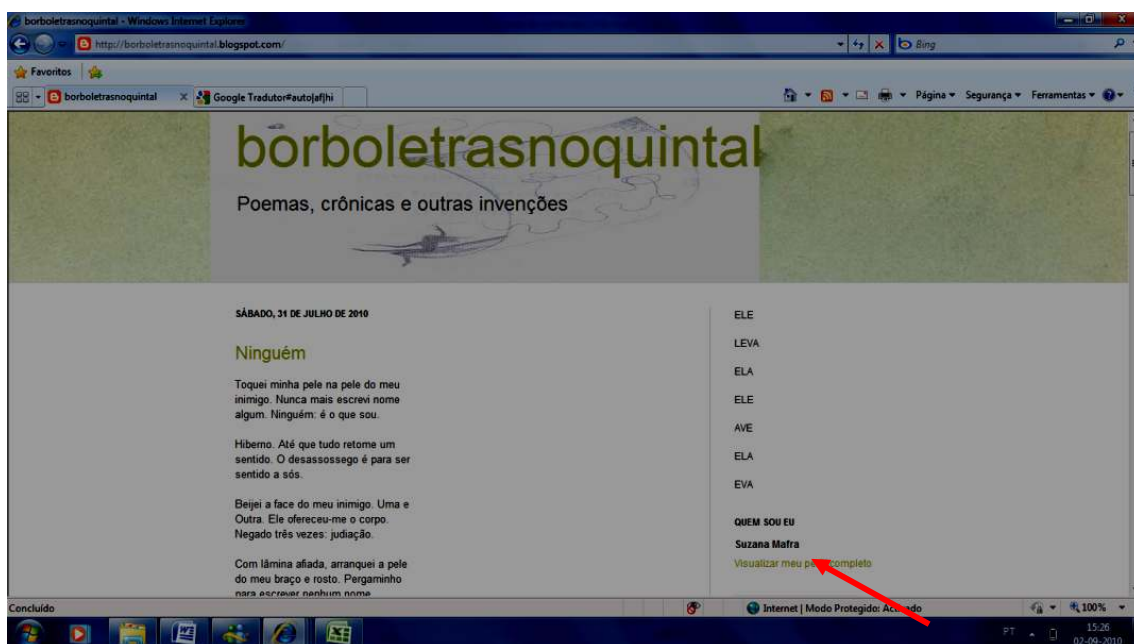 borboletrasnoquintal - Windows Internet Explorer
http://borboletrasnoquintal.blogspot.com/
Bing
Favoritos
borboletrasnoquintal
Google Tradutor#auto|af|hi
Página
Segurança
Ferramentas
borboletrasnoquintal
Poemas, crônicas e outras invenções
SÁBADO, 31 DE JULHO DE 2010
Ninguém
Toquei minha pele na pele do meu
inimigo. Nunca mais escrevi nome
algum. Ninguém: é o que sou.
Hiberno. Até que tudo retome um
sentido. O desassossego é para ser
sentido a sós.
Beijei a face do meu inimigo. Uma e
Outra. Ele ofereceu-me o corpo.
Negado três vezes: judiação.
Com lâmina afiada, arranquei a pele
do meu braço e rosto. Pergaminho
para escrever nenhum nome
ELE
LEVA
ELA
ELE
AVE
ELA
EVA
QUEM SOU EU
Suzana Mafra
Visualizar meu completo
Concluído
Internet | Modo Protegido:
100%
PT
15:26
02-09-2010